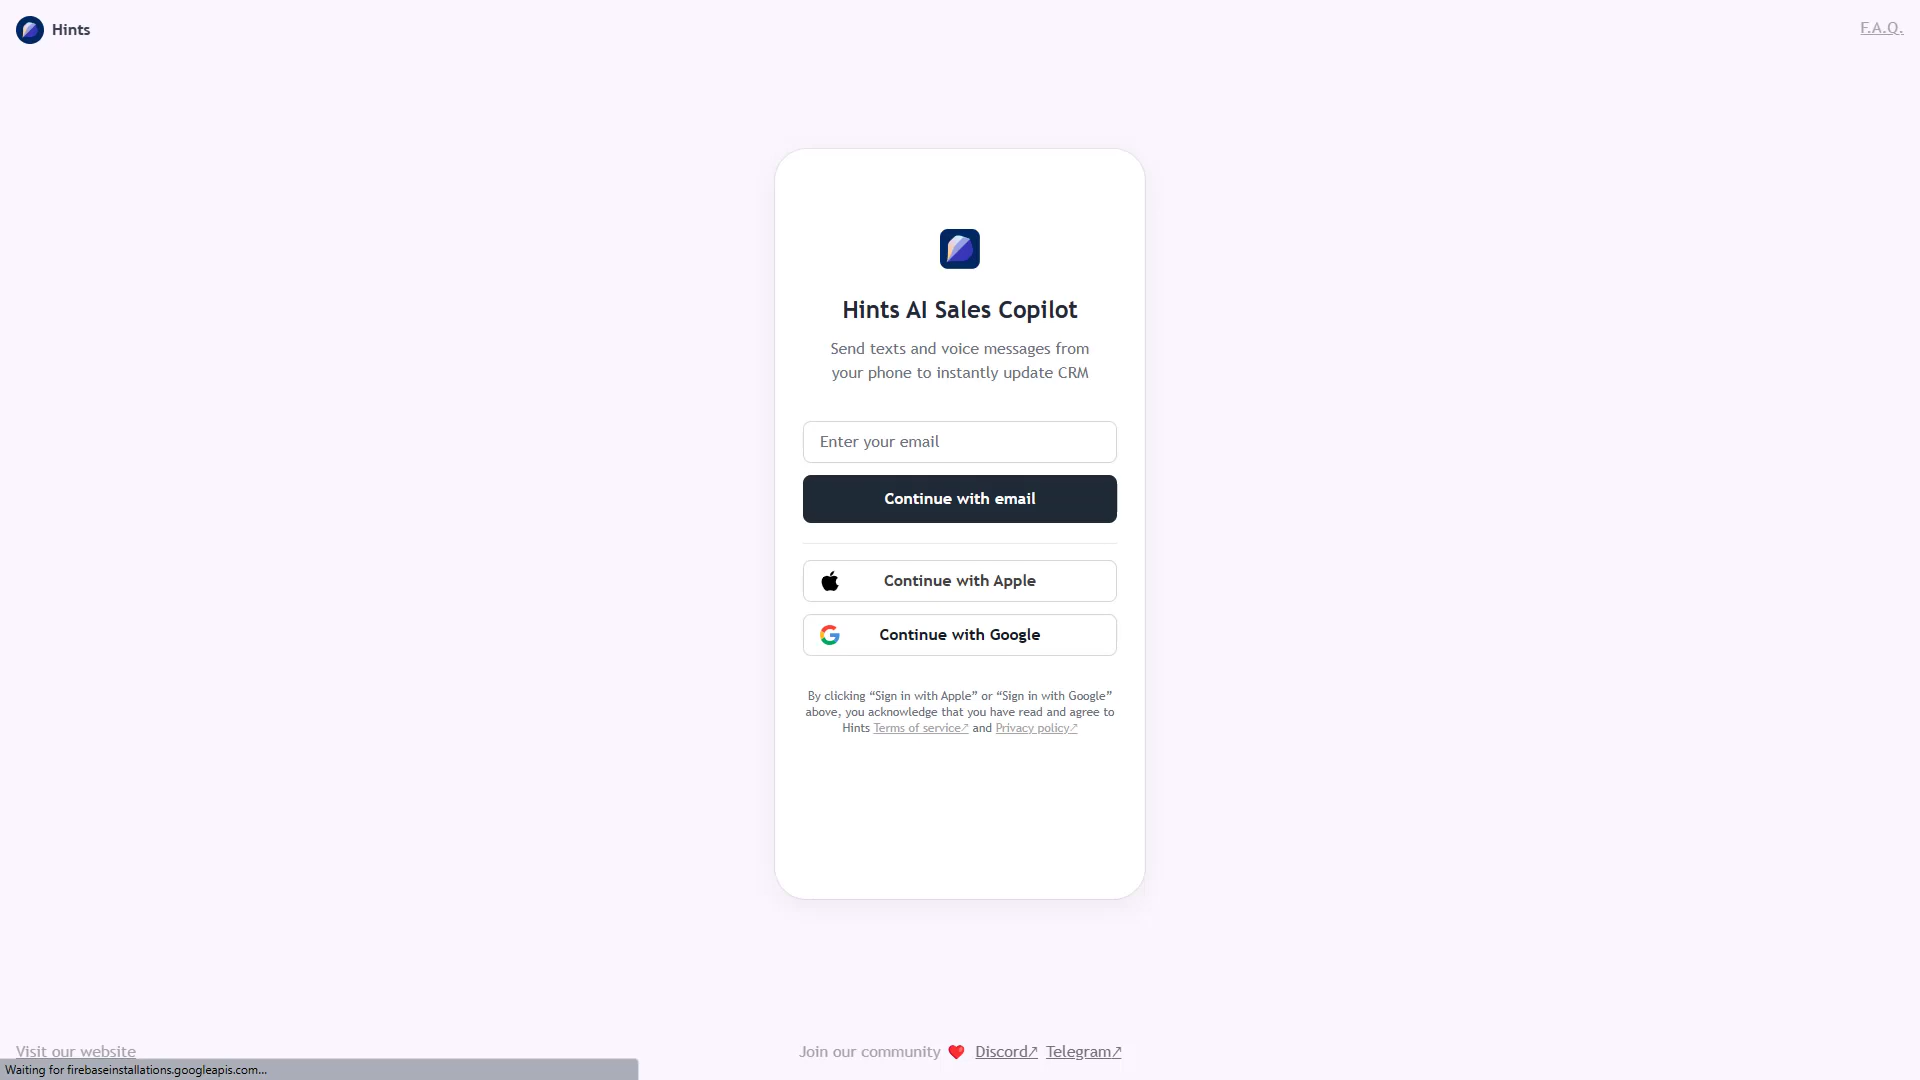 Hints
F.A.Q.
Hints AI Sales Copilot
Send texts and voice messages from
your phone to instantly update CRM
Enter your email
Continue with email
Continue with Apple
Continue with Google
By clicking “Sign in with Apple” or “Sign in with Google”
above, you acknowledge that you have read and agree to
Hints Terms of service↗ and Privacy policy↗
Visit our website
Join our community ❤️ Discord↗ Telegram↗
Waiting for firebaseinstallations.googleapis.com...